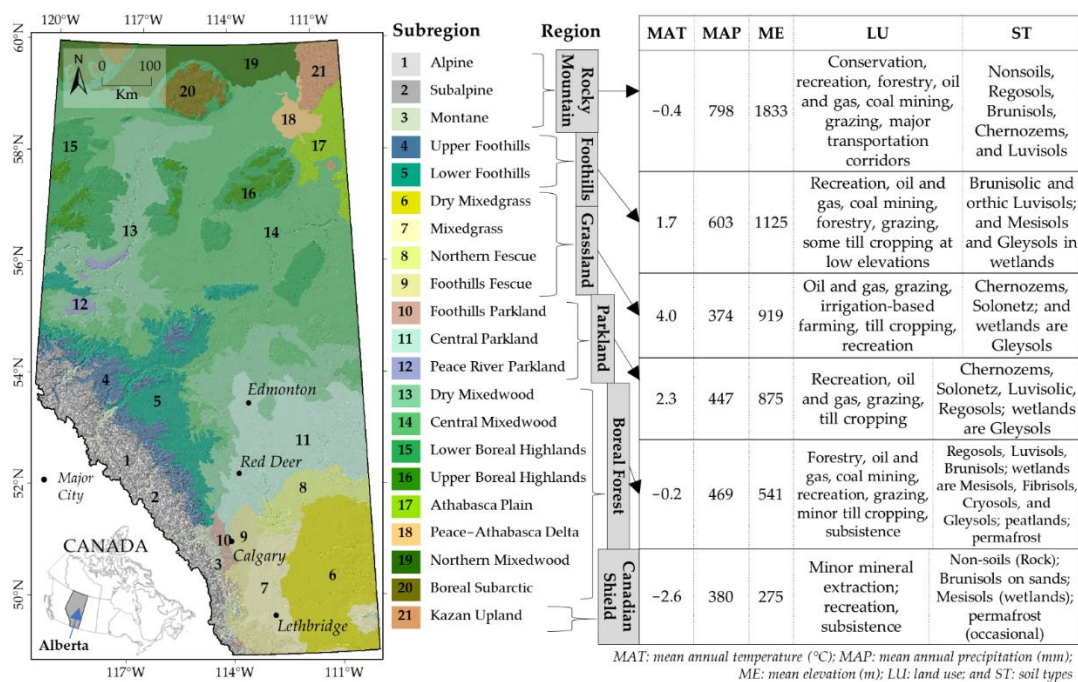 120°W 117°W 114°W 111°W
60°N
58°N
56°N
54°N
52°N
50°N
N
0 100
Km
19
21
20
18
15
17
16
13
14
12
4
5
Edmonton
11
1
Red Deer
2
8
Major
City
10
9
Calgary
3
7
6
Lethbridge
CANADA
Alberta
117°W 114°W 111°W
Subregion Region
1 Alpine
2 Subalpine
3 Montane
4 Upper Foothills
5 Lower Foothills
6 Dry Mixedgrass
7 Mixedgrass
8 Northern Fescue
9 Foothills Fescue
10 Foothills Parkland
11 Central Parkland
12 Peace River Parkland
13 Dry Mixedwood
14 Central Mixedwood
15 Lower Boreal Highlands
16 Upper Boreal Highlands
17 Athabasca Plain
18 Peace–Athabasca Delta
19 Northern Mixedwood
20 Boreal Subarctic
21 Kazan Upland
Rocky
Mountain
Foothills
Grassland
Parkland
Boreal Forest
Canadian
Shield
MAT MAP ME LU ST
−0.4 798 1833
Conservation,
recreation, forestry, oil
and gas, coal mining,
grazing, major
transportation
corridors
Nonsoils,
Regosols,
Brunisols,
Chernozems,
and Luvisols
1.7 603 1125
Recreation, oil and
gas, coal mining,
forestry, grazing,
some till cropping at
low elevations
Brunisolic and
orthic Luvisols;
and Mesisols
and Gleysols in
wetlands
4.0 374 919
Oil and gas, grazing,
irrigation-based
farming, till cropping,
recreation
Chernozems,
Solonetz; and
wetlands are
Gleysols
2.3 447 875
Recreation, oil
and gas, grazing,
till cropping
Chernozems,
Solonetz, Luvisolic,
Regosols; wetlands
are Gleysols
−0.2 469 541
Forestry, oil and
gas, coal mining,
recreation, grazing,
minor till cropping,
subsistence
Regosols, Luvisols,
Brunisols; wetlands
are Mesisols, Fibrisols,
Cryosols, and
Gleysols; peatlands;
permafrost
−2.6 380 275
Minor mineral
extraction;
recreation,
subsistence
Non-soils (Rock);
Brunisols on sands;
Mesisols (wetlands);
permafrost
(occasional)
MAT: mean annual temperature (°C); MAP: mean annual precipitation (mm);
ME: mean elevation (m); LU: land use; and ST: soil types